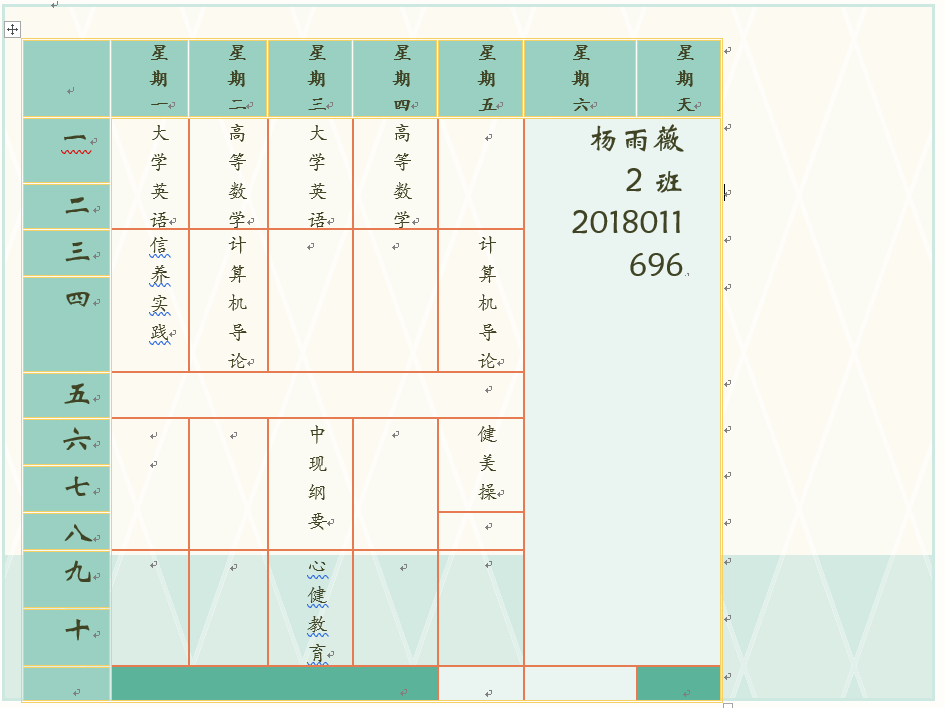 星期一 星期二 星期三 星期四 星期五 星期六 星期天
一 大学英语 高等数学 大学英语 高等数学 杨雨薇
2 班
2018011
696
二
三 信养实践 计算机导论 计算机导论
四
五
六 中现纲要 健美操
七
八
九 心健教育
十